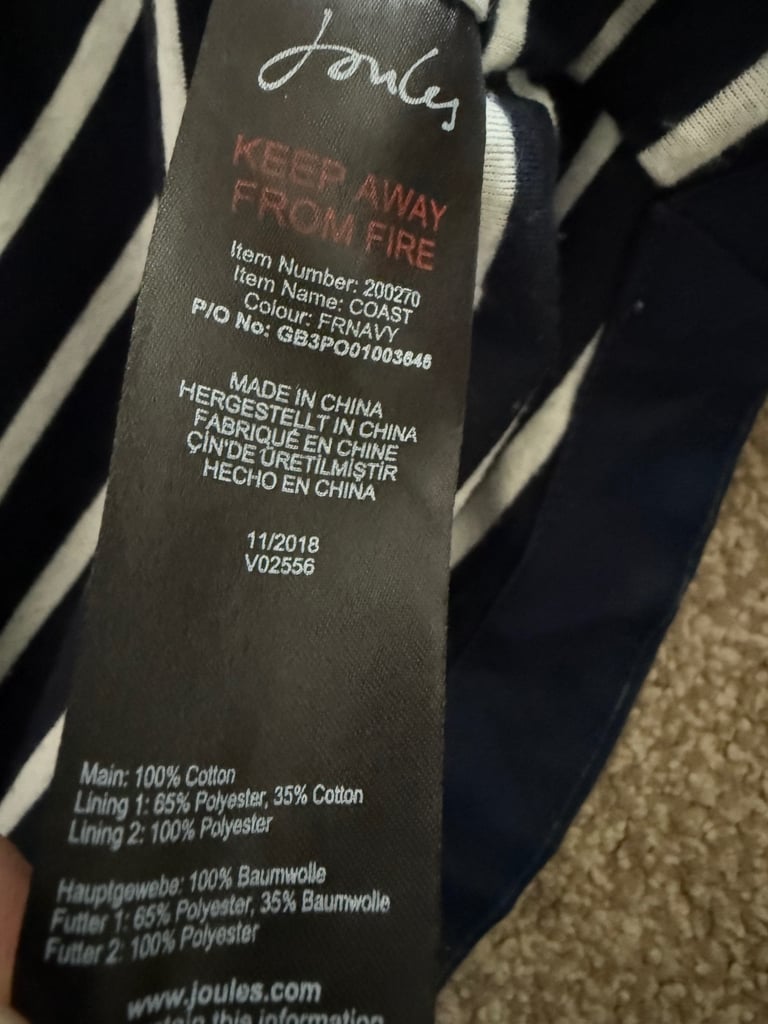 Joules
KEEP AWAY
FROM FIRE
Item Number: 200270
Item Name: COAST
Colour: FRNAVY
P/O No: GB3PO01003646
MADE IN CHINA
HERGESTELLT IN CHINA
FABRIQUÉ EN CHINE
ÇİN'DE ÜRETİLMİŞTİR
HECHO EN CHINA
11/2018
V02556
Main: 100% Cotton
Lining 1: 65% Polyester, 35% Cotton
Lining 2: 100% Polyester
Hauptgewebe: 100% Baumwolle
Futter 1: 65% Polyester, 35% Baumwolle
Futter 2: 100% Polyester
www.joules.com
this information